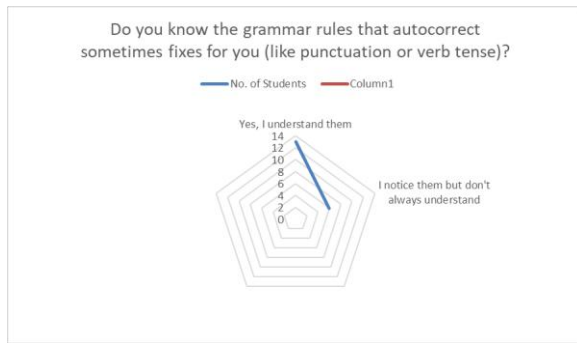 Do you know the grammar rules that autocorrect
sometimes fixes for you (like punctuation or verb tense)?
No. of Students Column1
Yes, I understand them
14
12
10
8
6
4
2
0
I notice them but don't
always understand